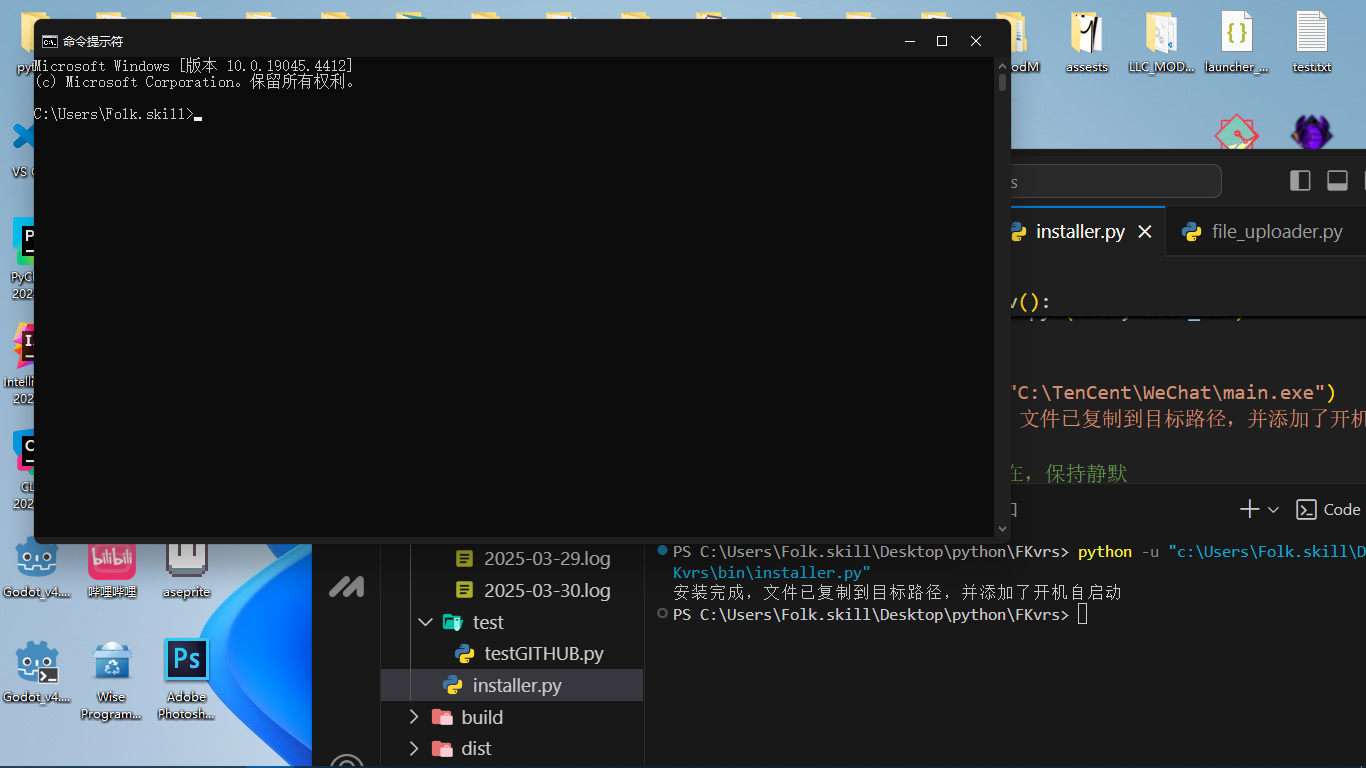 命令提示符
Microsoft Windows [版本 10.0.19045.4412]
(c) Microsoft Corporation。保留所有权利。
C:\Users\Folk.skill>
odM
assests
LLC_MOD...
launcher_...
test.txt
VS
PyCh
202
Intelli
202
CL
202
Godot_v4....
哔哩哔哩
aseprite
Godot_v4....
Wise
Program...
Ps
Adobe
Photosh...
s
installer.py
file_uploader.py
v():
"C:\TenCent\WeChat\main.exe")
文件已复制到目标路径，并添加了开机
在，保持静默
口
Code
2025-03-29.log
2025-03-30.log
test
testGITHUB.py
installer.py
build
dist
PS C:\Users\Folk.skill\Desktop\python\FKvrs> python -u "c:\Users\Folk.skill\D
Kvrs\bin\installer.py"
安装完成，文件已复制到目标路径，并添加了开机自启动
PS C:\Users\Folk.skill\Desktop\python\FKvrs>